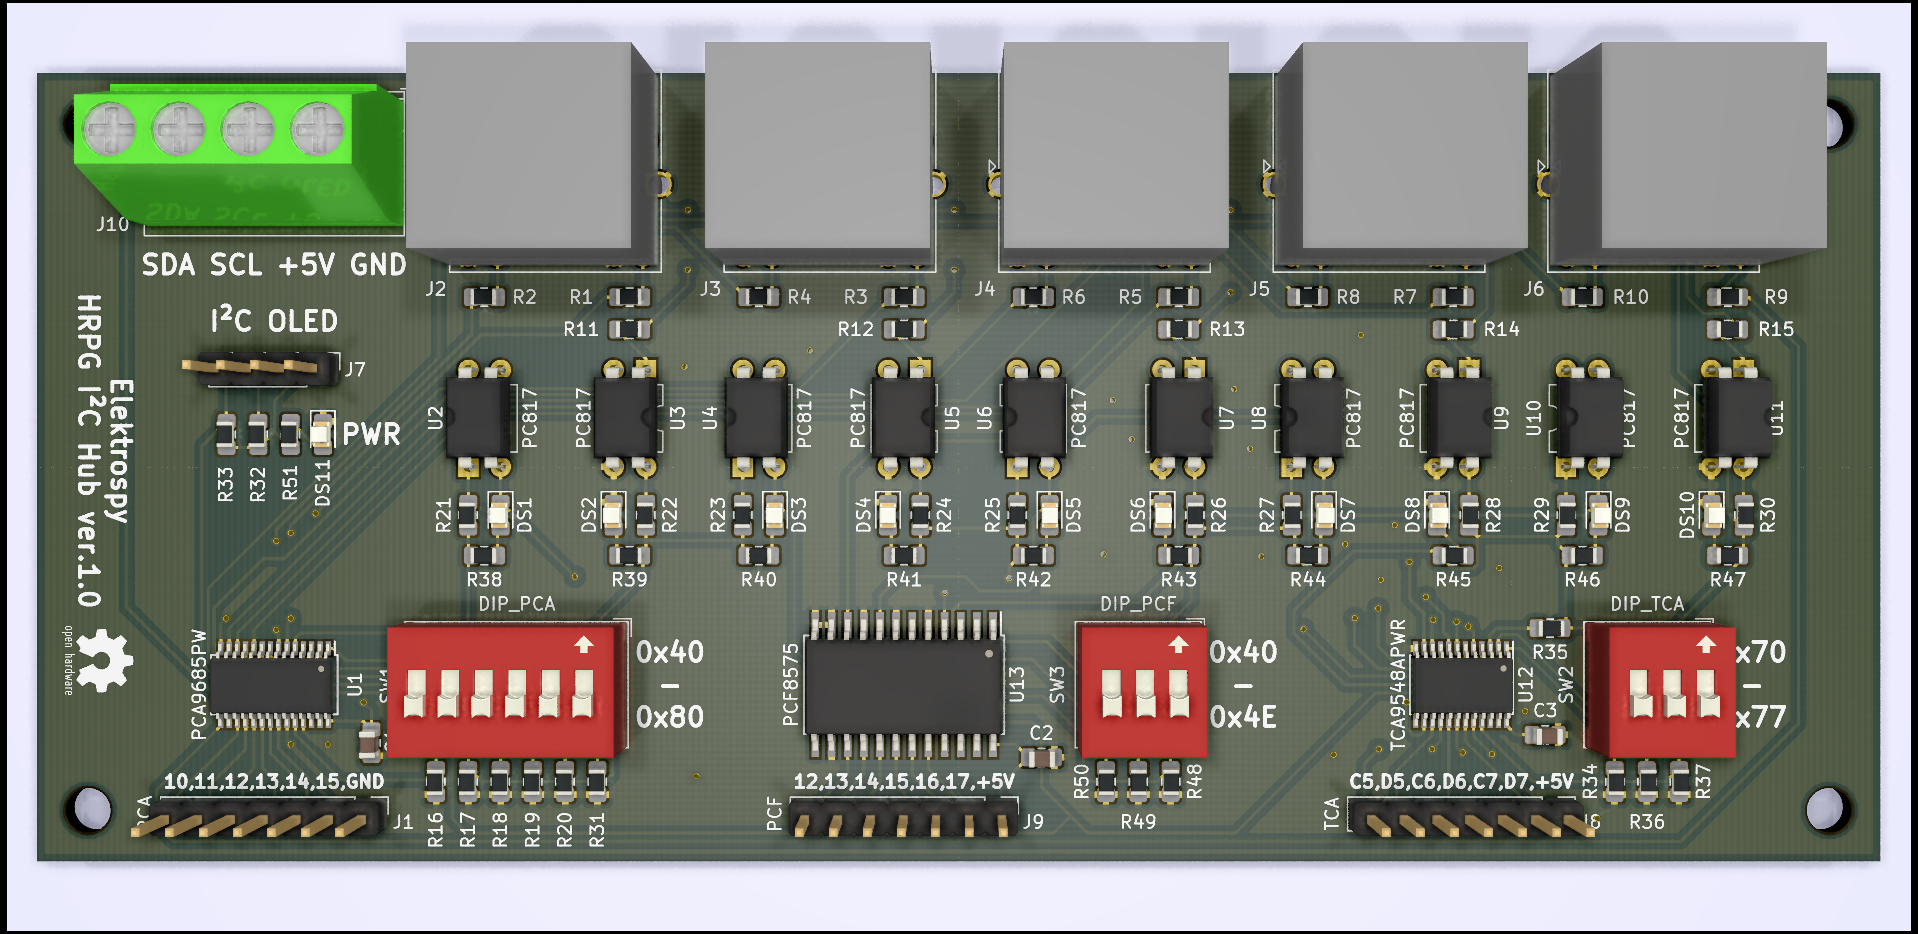 J10
SDA SCL +5V GND
I²C OLED
J7
PWR
R33 R32 R51 DS11
HRPG I²C Hub ver.1.0
Elektrospy
open hardware
J2 R2 R1 J3 R4 R3 J4 R6 R5 J5 R8 R7 J6 R10 R9
R11 R12 R13 R14 R15
U2 PC817 PC817 U3 U4 PC817 PC817 U5 U6 PC817 PC817 U7 U8 PC817 PC817 U9 U10 PC817 PC817 U11
R21 DS1 DS2 R22 R23 DS3 DS4 R24 R25 DS5 DS6 R26 R27 DS7 DS8 R28 R29 DS9 DS10 R30
R38 R39 R40 R41 R42 R43 R44 R45 R46 R47
DIP_PCA DIP_PCF DIP_TCA
PCA9685PW U1 SW1
0x40
–
0x80
PCF8575 U13 SW3
0x40
–
0x4E
TCA9548APWR U12 SW2
R35
x70
–
x77
C2 C3
10,11,12,13,14,15,GND
J1
R16 R17 R18 R19 R20 R31
12,13,14,15,16,17,+5V
PCF J9
R50 R49 R48
C5,D5,C6,D6,C7,D7,+5V
TCA J8
R34 R36 R37